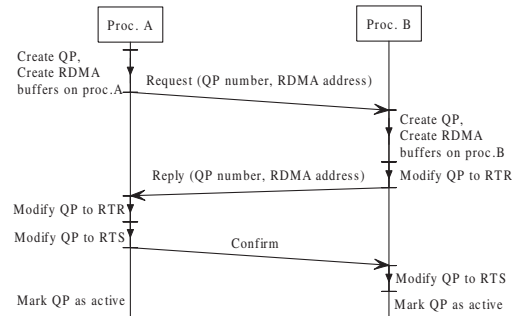 Proc. A
Proc. B
Create QP,
Create RDMA
buffers on proc.A
Request (QP number, RDMA address)
Create QP,
Create RDMA
buffers on proc.B
Modify QP to RTR
Reply (QP number, RDMA address)
Modify QP to RTR
Modify QP to RTS
Confirm
Modify QP to RTS
Mark QP as active
Mark QP as active